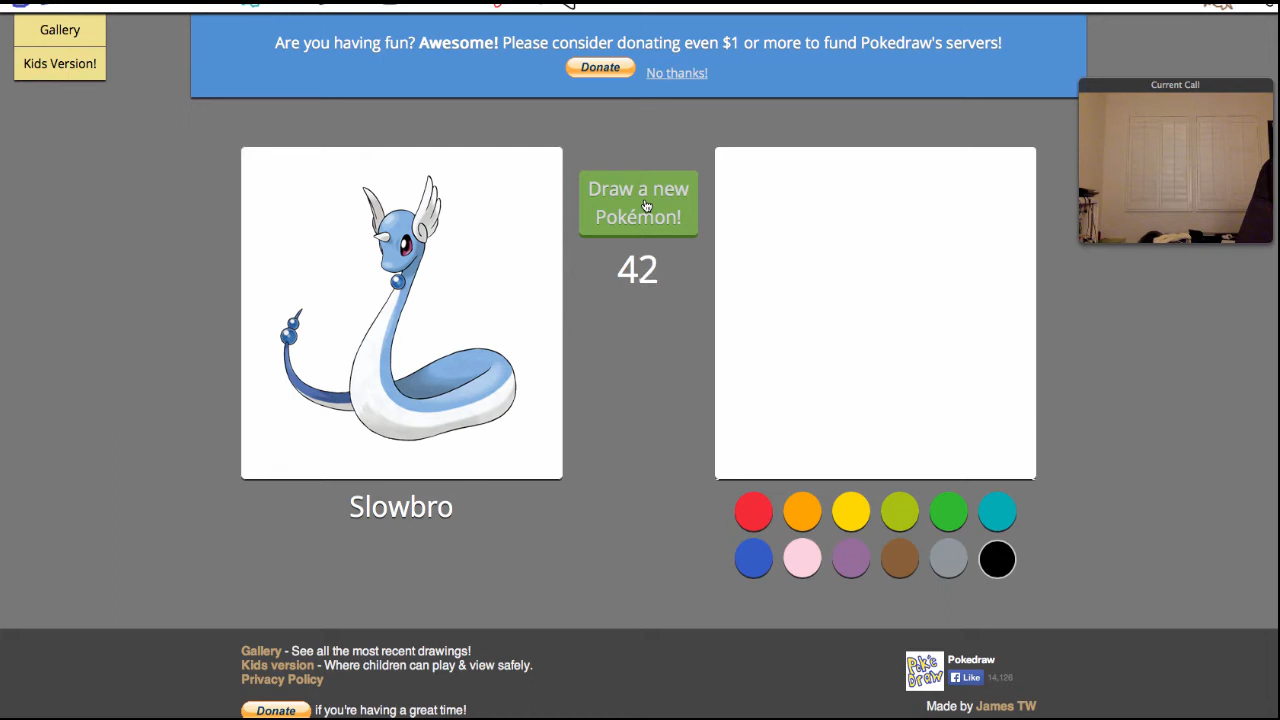 Gallery
Kids Version!
Are you having fun? Awesome! Please consider donating even $1 or more to fund Pokedraw's servers!
Donate
No thanks!
Current Call
Draw a new
Pokémon!
42
Slowbro
Gallery - See all the most recent drawings!
Kids version - Where children can play & view safely.
Privacy Policy
Donate if you're having a great time!
Poké
Draw
Pokedraw
Like 14,126
Made by James TW